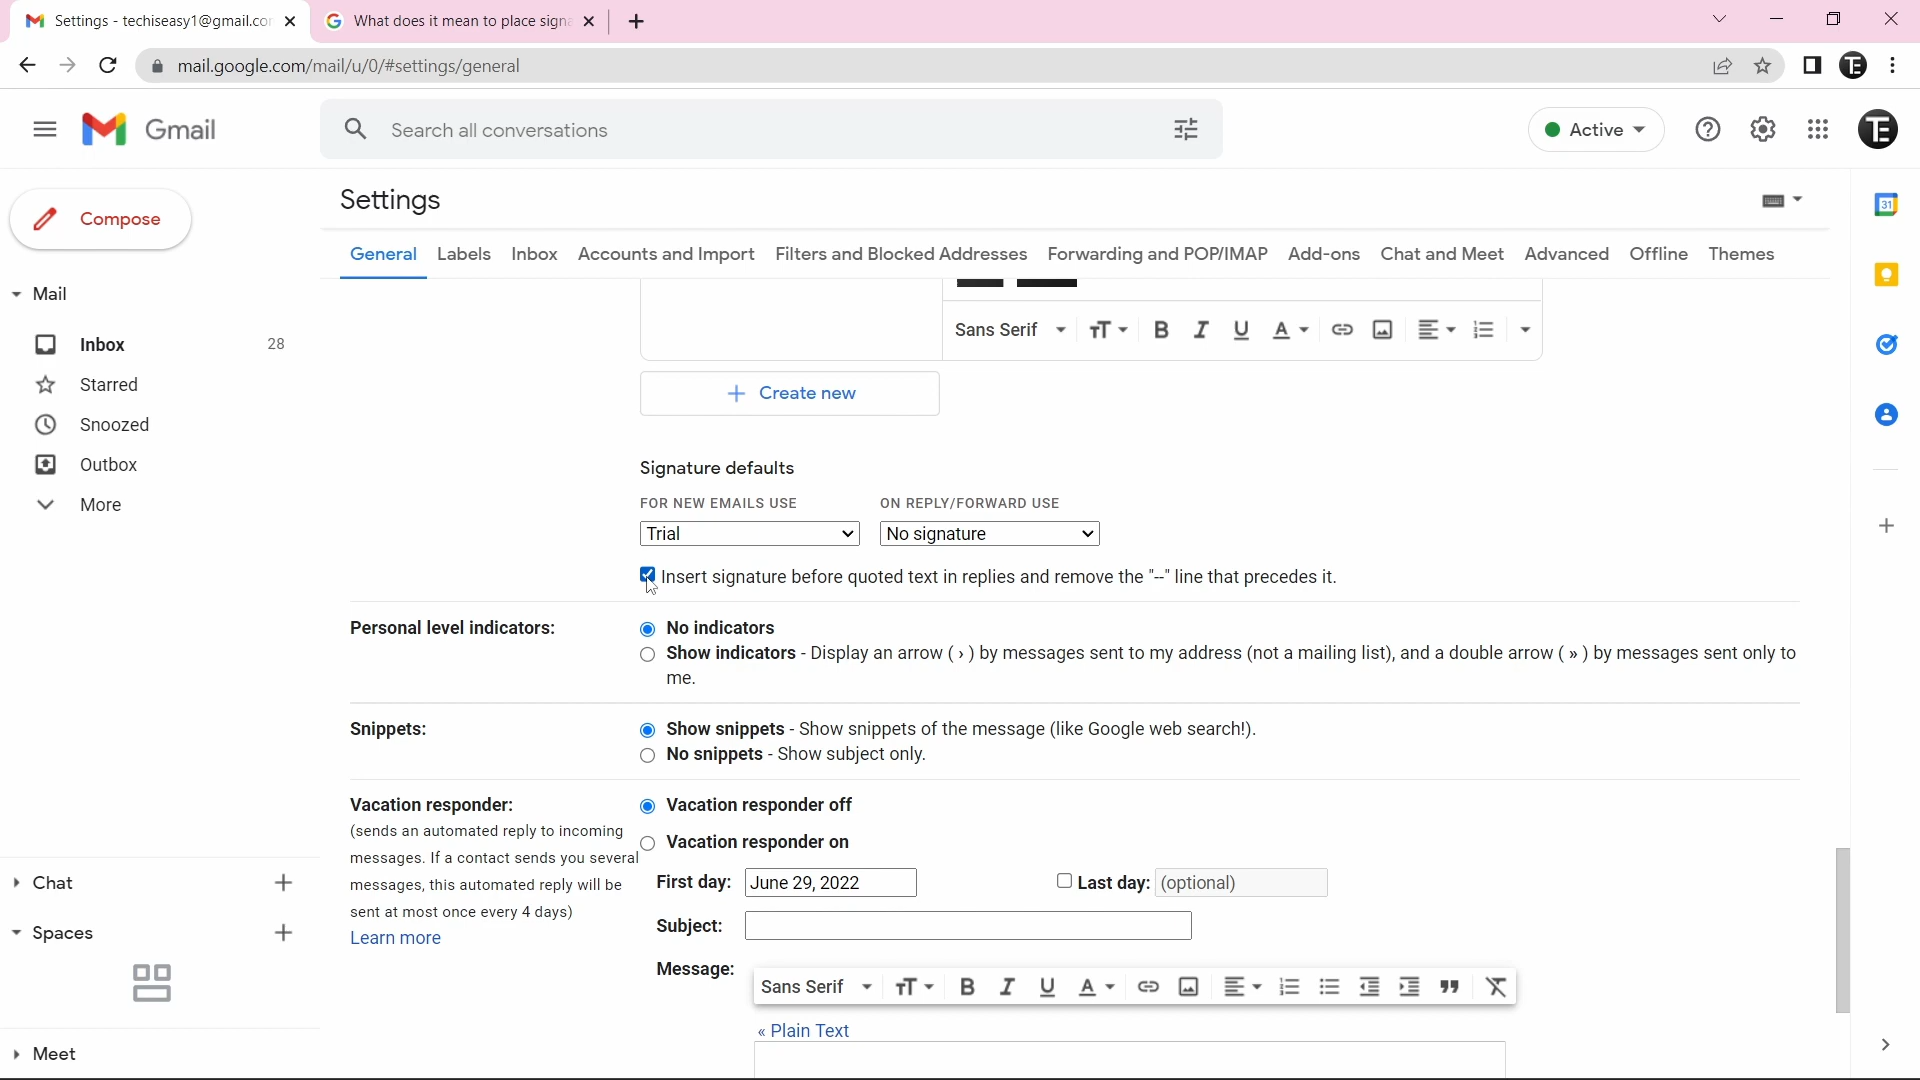 Settings - techiseasy1@gmail.co
What does it mean to place sign
mail.google.com/mail/u/0/#settings/general
Gmail
Search all conversations
Active
TE
TE
Compose
Settings
General Labels Inbox Accounts and Import Filters and Blocked Addresses Forwarding and POP/IMAP Add-ons Chat and Meet Advanced Offline Themes
Mail
Inbox 28
Starred
Snoozed
Outbox
More
31
Sans Serif
Create new
Signature defaults
FOR NEW EMAILS USE ON REPLY/FORWARD USE
Trial No signature
Insert signature before quoted text in replies and remove the "--" line that precedes it.
Personal level indicators:
No indicators
Show indicators - Display an arrow ( › ) by messages sent to my address (not a mailing list), and a double arrow ( » ) by messages sent only to
me.
Snippets:
Show snippets - Show snippets of the message (like Google web search!).
No snippets - Show subject only.
Vacation responder:
(sends an automated reply to incoming
messages. If a contact sends you several
messages, this automated reply will be
sent at most once every 4 days)
Learn more
Vacation responder off
Vacation responder on
First day: June 29, 2022 Last day: (optional)
Subject:
Message:
Sans Serif
« Plain Text
Chat
Spaces
Meet